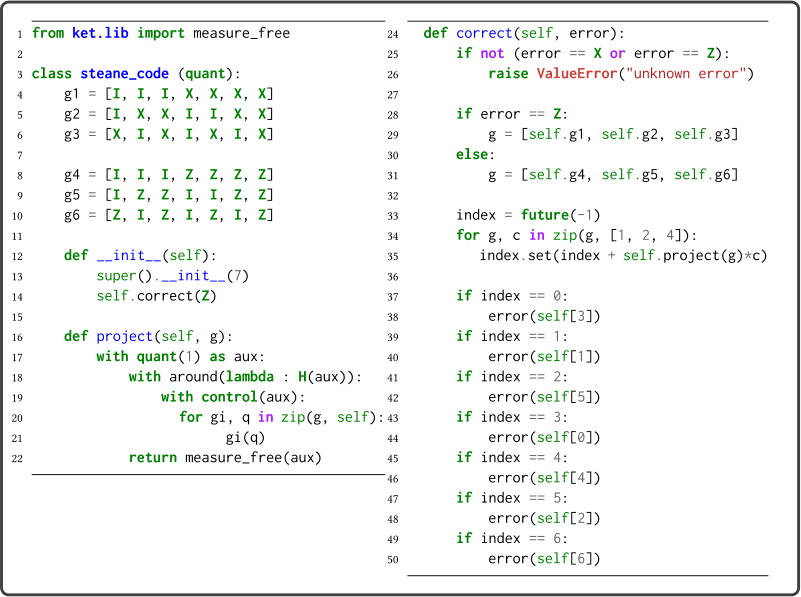 1 from ket.lib import measure_free
2
3 class steane_code (quant):
4     g1 = [I, I, I, X, X, X, X]
5     g2 = [I, X, X, I, I, X, X]
6     g3 = [X, I, X, I, X, I, X]
7
8     g4 = [I, I, I, Z, Z, Z, Z]
9     g5 = [I, Z, Z, I, I, Z, Z]
10     g6 = [Z, I, Z, I, Z, I, Z]
11
12     def __init__(self):
13         super().__init__(7)
14         self.correct(Z)
15
16     def project(self, g):
17         with quant(1) as aux:
18             with around(lambda : H(aux)):
19                 with control(aux):
20                   for gi, q in zip(g, self):
21                         gi(q)
22             return measure_free(aux)
24     def correct(self, error):
25         if not (error == X or error == Z):
26             raise ValueError("unknown error")
27
28         if error == Z:
29             g = [self.g1, self.g2, self.g3]
30         else:
31             g = [self.g4, self.g5, self.g6]
32
33         index = future(-1)
34         for g, c in zip(g, [1, 2, 4]):
35            index.set(index + self.project(g)*c)
36
37         if index == 0:
38             error(self[3])
39         if index == 1:
40             error(self[1])
41         if index == 2:
42             error(self[5])
43         if index == 3:
44             error(self[0])
45         if index == 4:
46             error(self[4])
47         if index == 5:
48             error(self[2])
49         if index == 6:
50             error(self[6])